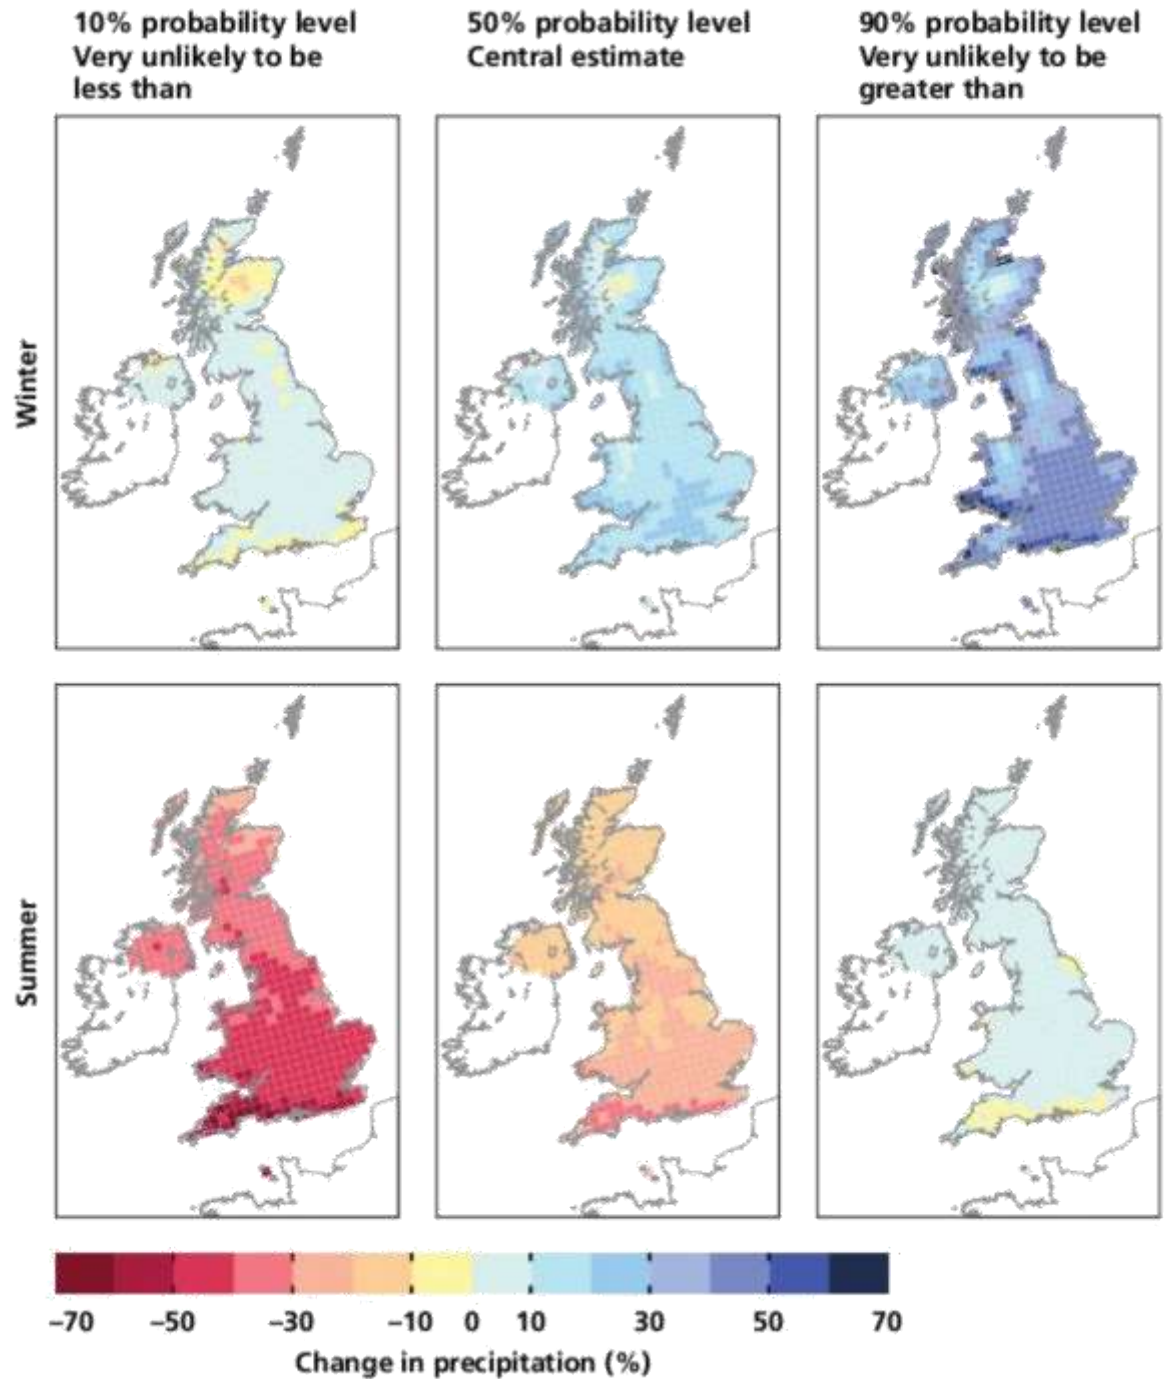 10% probability level
Very unlikely to be
less than
50% probability level
Central estimate
90% probability level
Very unlikely to be
greater than
Winter
Summer
–70 –50 –30 –10 0 10 30 50 70
Change in precipitation (%)